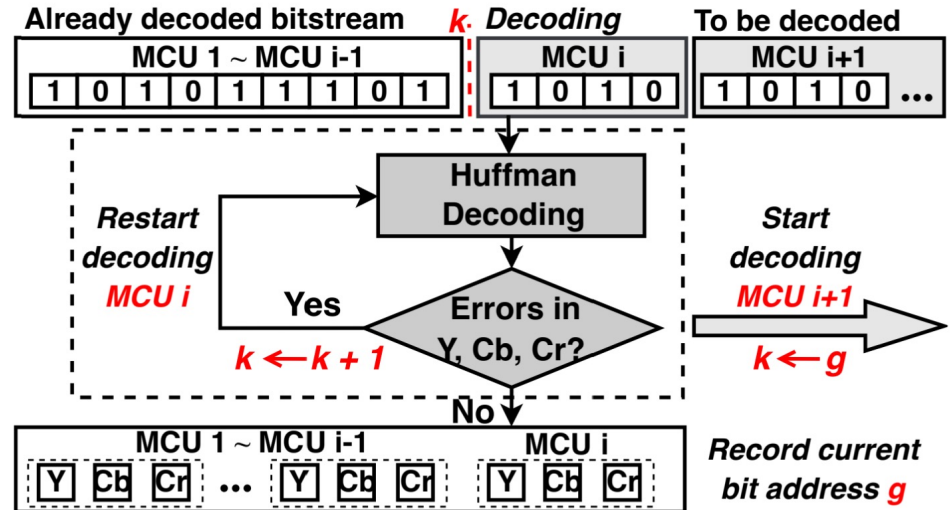 Already decoded bitstream
k
Decoding
To be decoded
MCU 1 ~ MCU i-1
MCU i
MCU i+1
1 0 1 0 1 1 1 0 1
1 0 1 0
1 0 1 0 ...
Huffman
Decoding
Restart
decoding
MCU i
Start
decoding
MCU i+1
Yes
Errors in
Y, Cb, Cr?
k ← k + 1
k ← g
No
MCU 1 ~ MCU i-1
MCU i
Y Cb Cr ... Y Cb Cr
Y Cb Cr
Record current
bit address g